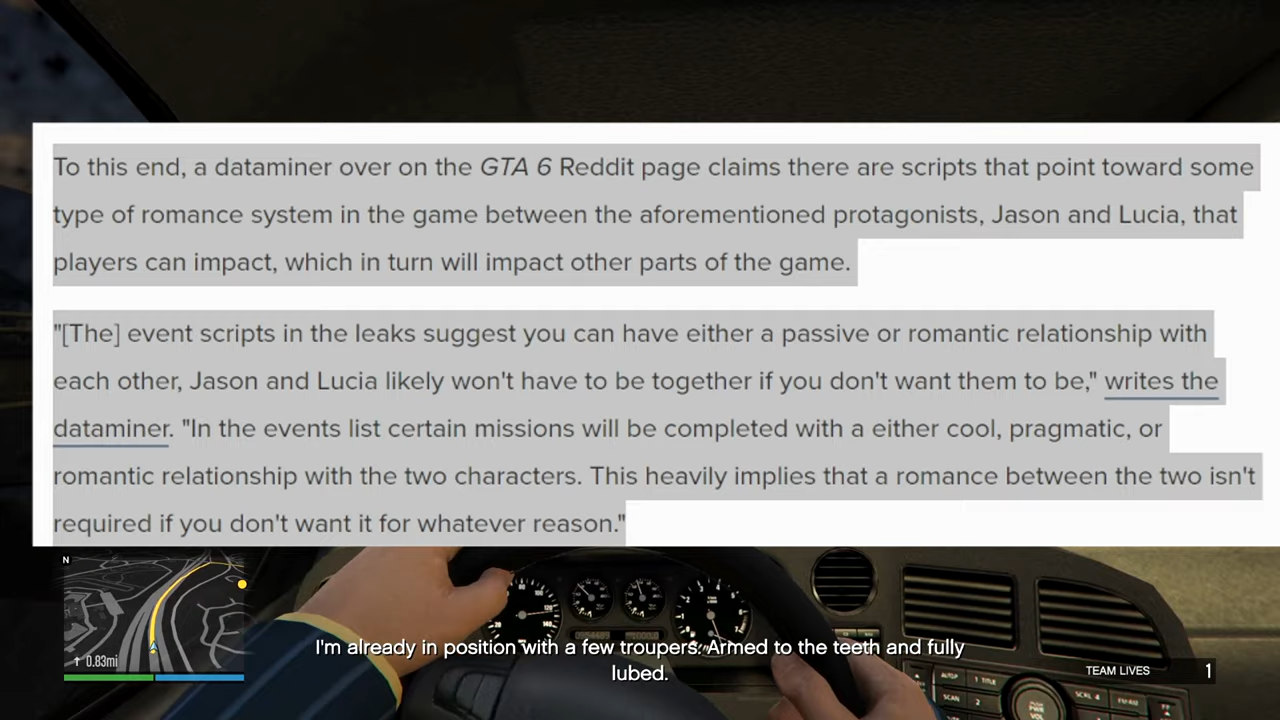 To this end, a dataminer over on the GTA 6 Reddit page claims there are scripts that point toward some
type of romance system in the game between the aforementioned protagonists, Jason and Lucia, that
players can impact, which in turn will impact other parts of the game.
"[The] event scripts in the leaks suggest you can have either a passive or romantic relationship with
each other, Jason and Lucia likely won't have to be together if you don't want them to be," writes the
dataminer. "In the events list certain missions will be completed with a either cool, pragmatic, or
romantic relationship with the two characters. This heavily implies that a romance between the two isn't
required if you don't want it for whatever reason."
N
↑ 0.83mi
I'm already in position with a few troupers. Armed to the teeth and fully
lubed.
TEAM LIVES 1